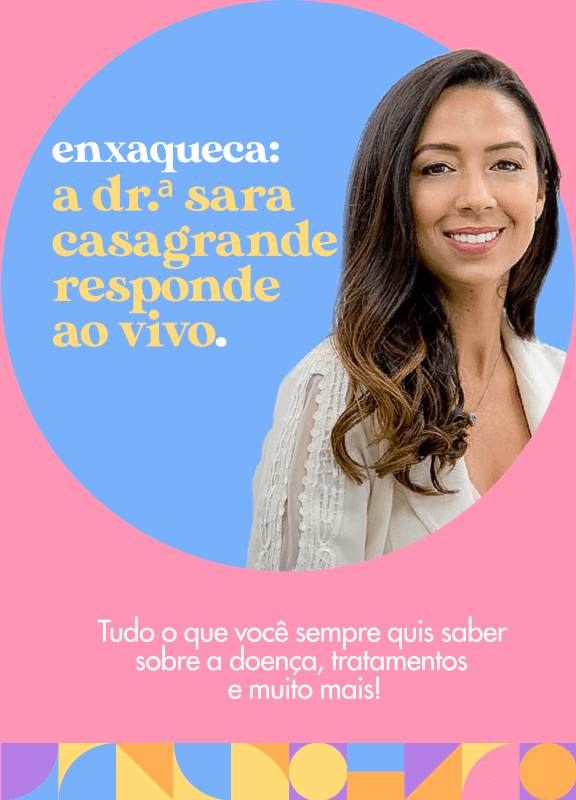 enxaqueca:
a dr.ª sara
casagrande
responde
ao vivo.
Tudo o que você sempre quis saber
sobre a doença, tratamentos
e muito mais!